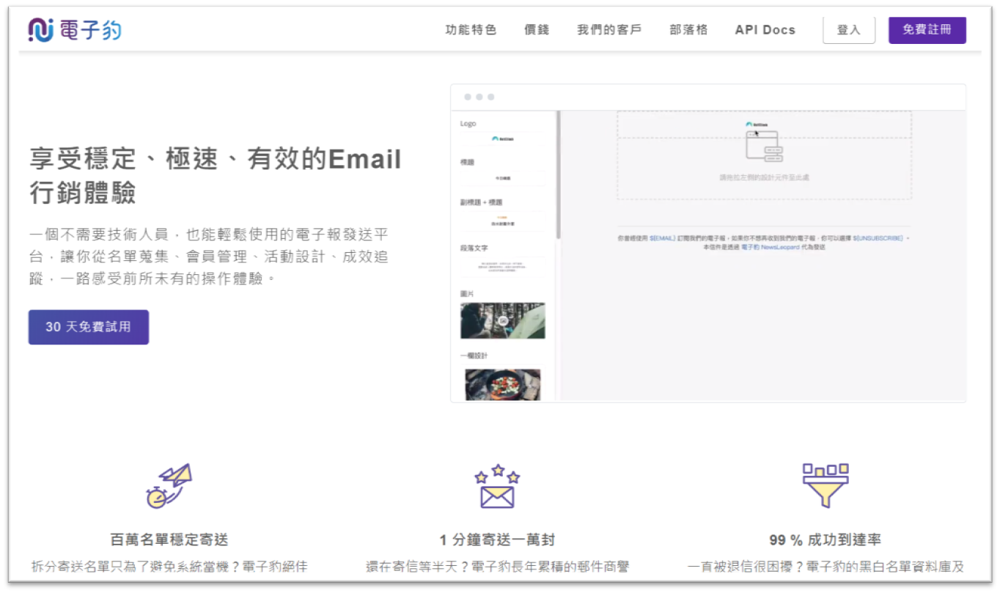 電子豹
功能特色 價錢 我們的客戶 部落格 API Docs 登入 免費註冊
享受穩定、極速、有效的Email
行銷體驗
一個不需要技術人員，也能輕鬆使用的電子報發送平
台，讓你從名單蒐集、會員管理、活動設計、成效追
蹤，一路感受前所未有的操作體驗。
30 天免費試用
Logo
標題
今日精選
副標題 + 標題
段落文字
圖片
一欄設計
請拖拉左側的設計元件至此處
你曾經使用 ${EMAIL} 訂閱我們的電子報，如果你不想再收到我們的電子報，你可以選擇 ${UNSUBSCRIBE} 。
本信件是透過 電子豹 NewsLeopard 代為發送
百萬名單穩定寄送
拆分寄送名單只為了避免系統當機？電子豹絕佳
1 分鐘寄送一萬封
還在寄信等半天？電子豹長年累積的郵件商譽
99 % 成功到達率
一直被退信很困擾？電子豹的黑白名單資料庫及